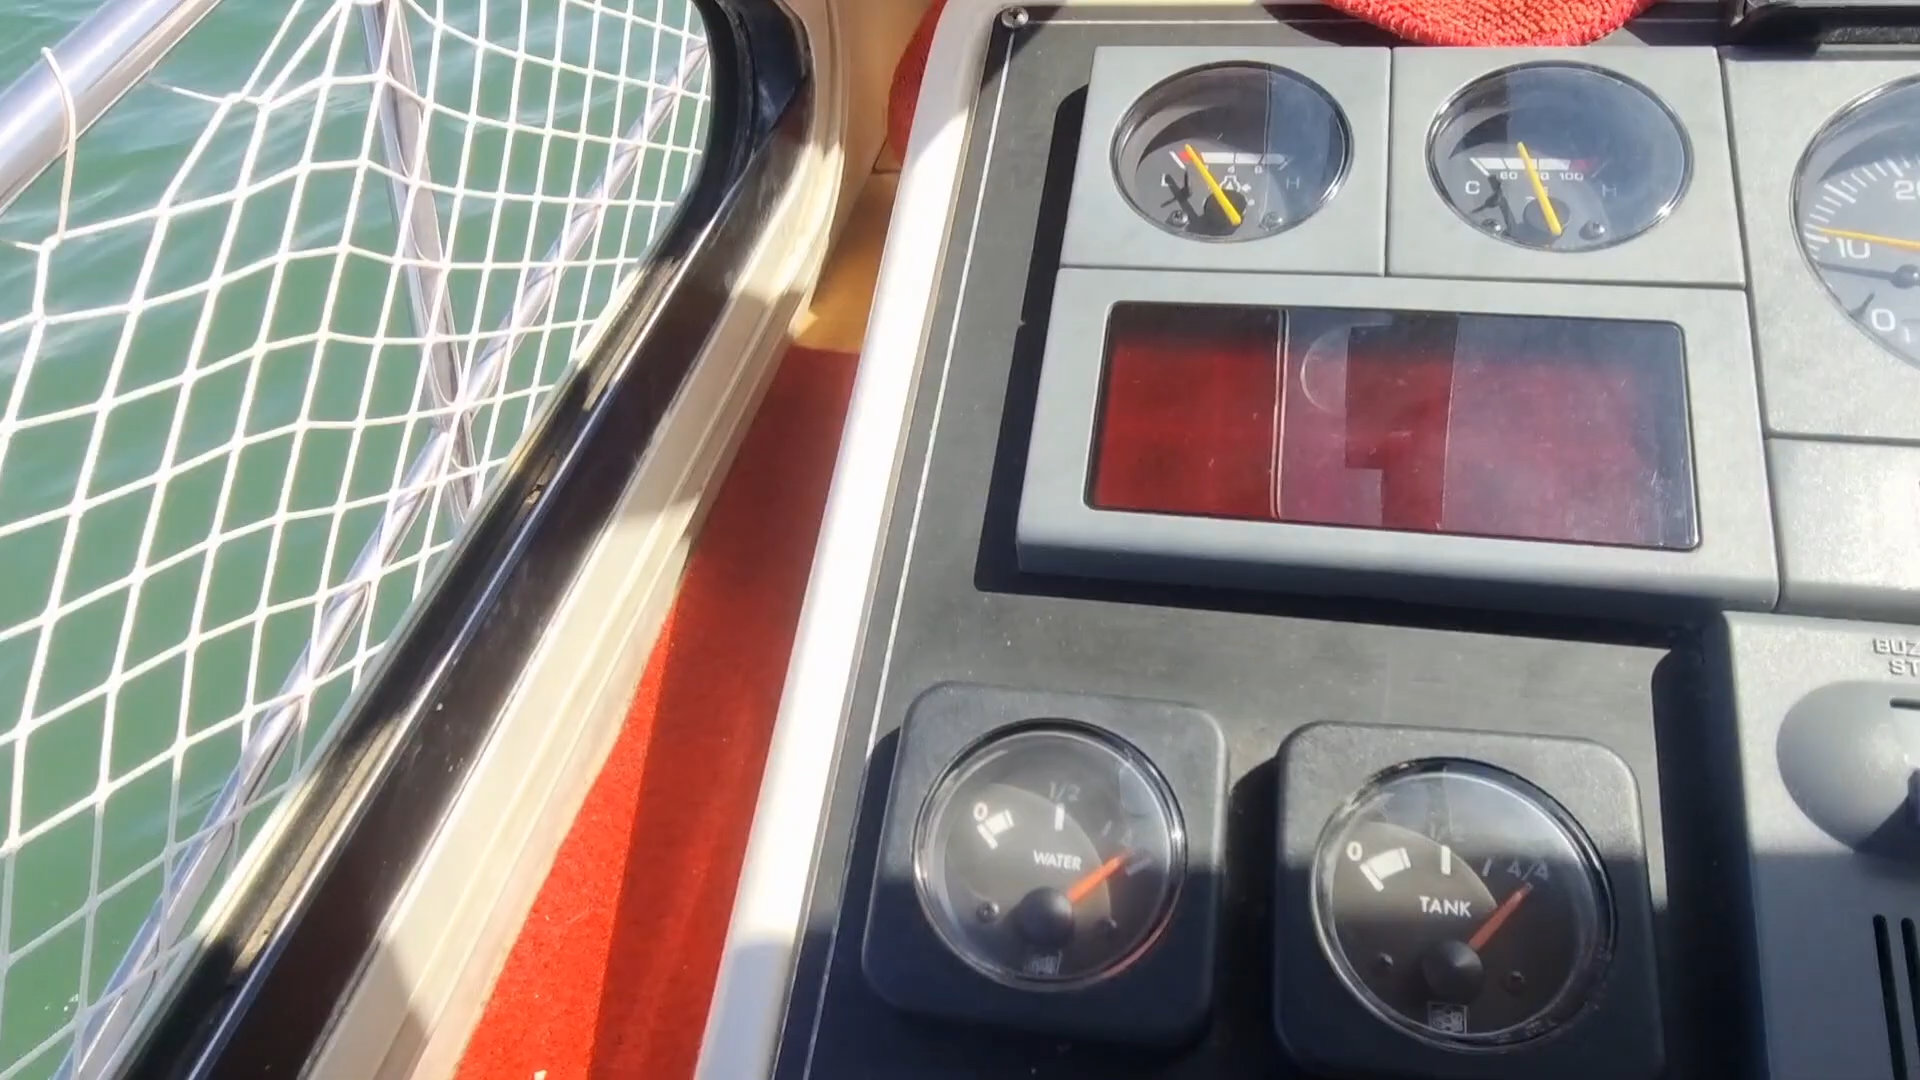 L H
C 60 100 H
20
10
0
BUZ
ST
0 1/2
WATER
0 1/2 4/4
TANK